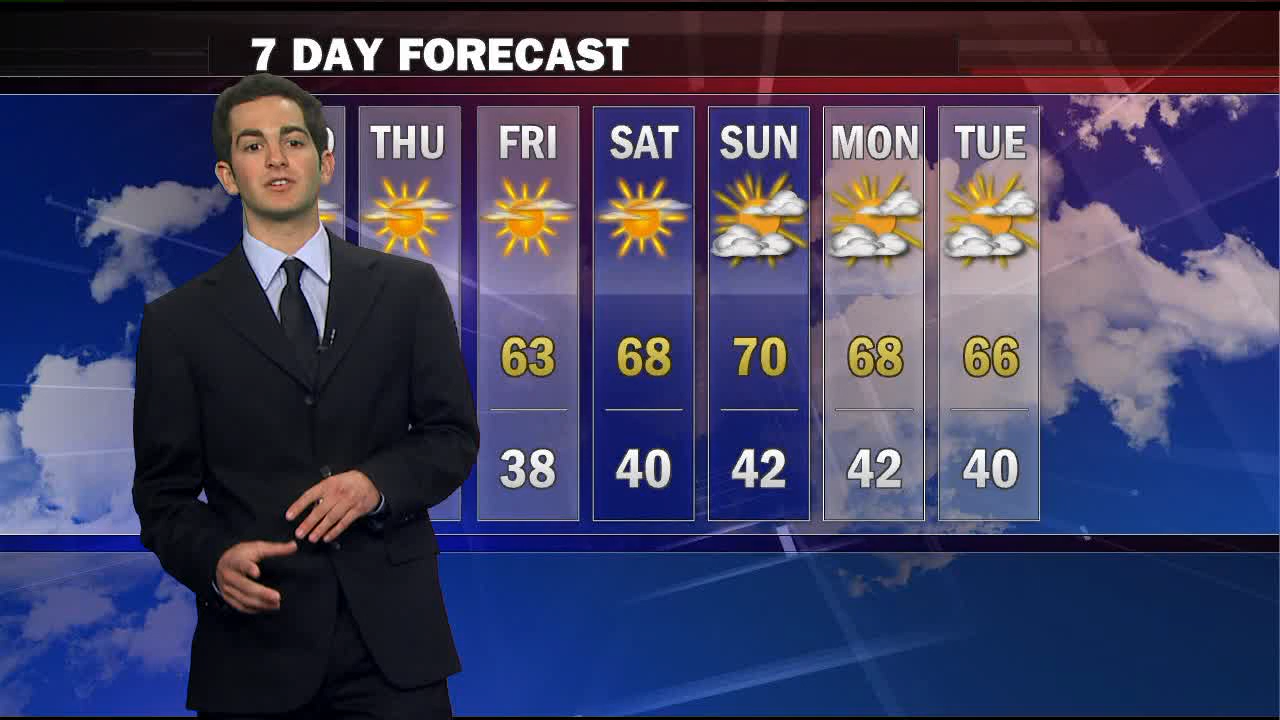 7 DAY FORECAST
THU FRI SAT SUN MON TUE
63 68 70 68 66
38 40 42 42 40